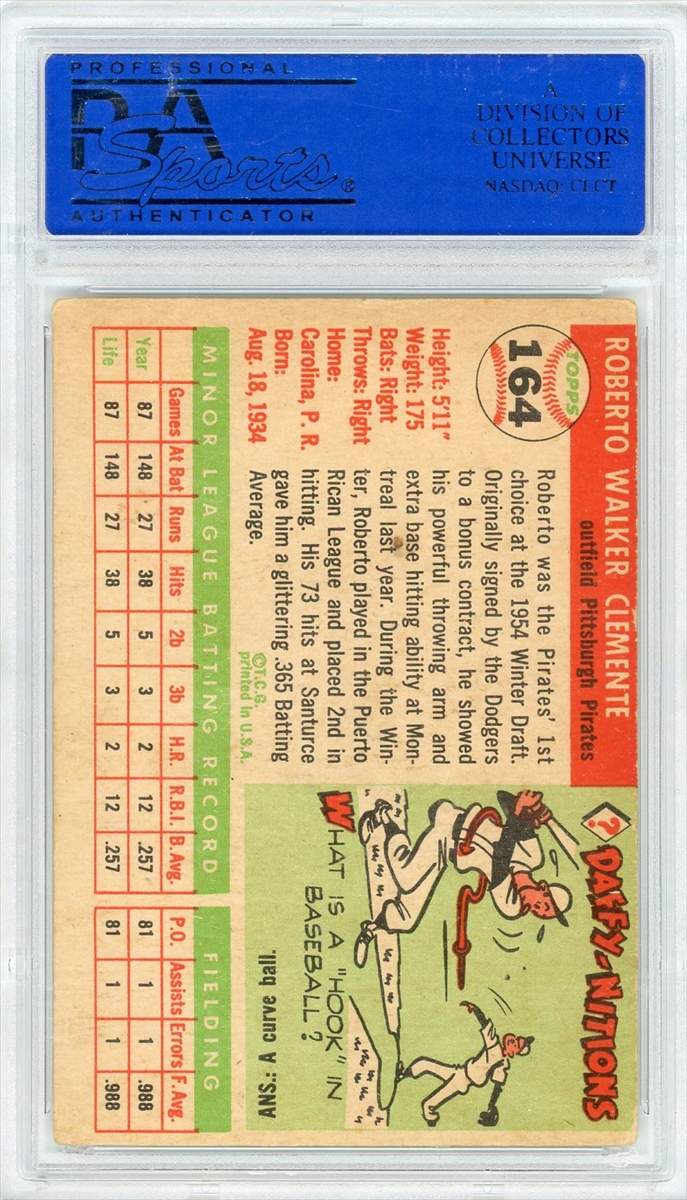 PROFESSIONAL
PSA
Sports®
AUTHENTICATOR
A
DIVISION OF
COLLECTORS
UNIVERSE
NASDAQ: CLCT
TOPPS
164
ROBERTO WALKER CLEMENTE
outfield Pittsburgh Pirates
Height: 5'11"
Weight: 175
Bats: Right
Throws: Right
Home:
Carolina, P. R.
Born:
Aug. 18, 1934
Roberto was the Pirates' 1st
choice at the 1954 Winter Draft.
Originally signed by the Dodgers
to a bonus contract, he showed
his powerful throwing arm and
extra base hitting ability at Mon-
treal last year. During the Win-
ter, Roberto played in the Puerto
Rican League and placed 2nd in
hitting. His 73 hits at Santurce
gave him a glittering .365 Batting
Average.
©T.C.G.
printed in U.S.A.
? DAFFY-NITIONS
WHAT IS A "HOOK" IN
BASEBALL?
ANS.: A curve ball.
MINOR LEAGUE BATTING RECORD FIELDING
Games At Bat Runs Hits 2b 3b H.R. R.B.I. B.Avg. P.O. Assists Errors F.Avg.
Year 87 148 27 38 5 3 2 12 .257 81 1 1 .988
Life 87 148 27 38 5 3 2 12 .257 81 1 1 .988